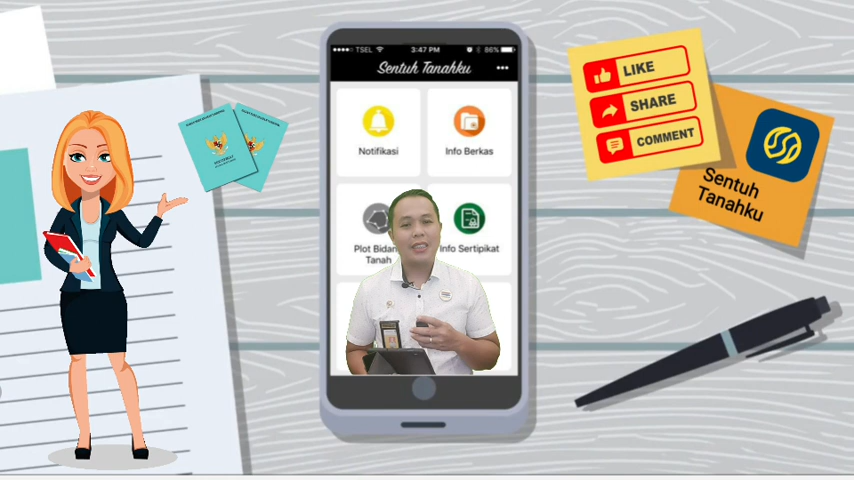 TSEL
3:47 PM
86%
Sentuh Tanahku
Notifikasi
Info Berkas
Plot Bidang
Tanah
Info Sertipikat
LIKE
SHARE
COMMENT
Sentuh
Tanahku